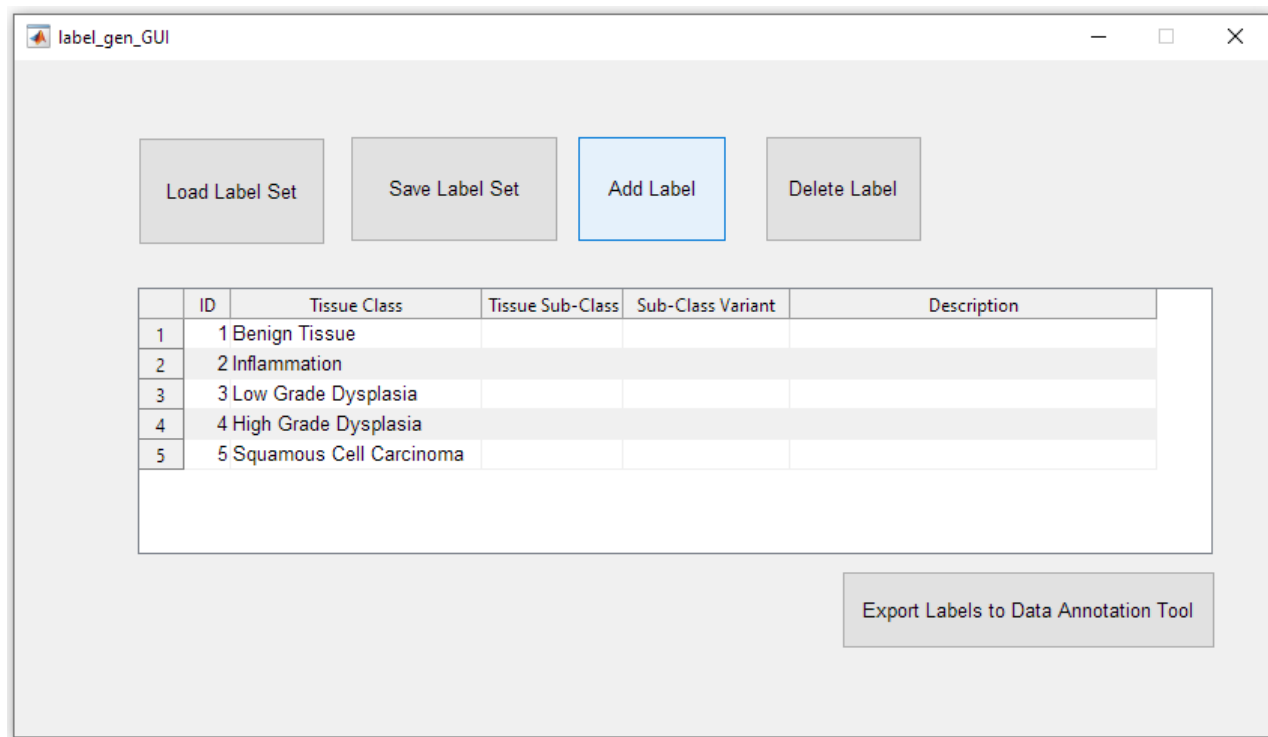 label_gen_GUI
Load Label Set Save Label Set Add Label Delete Label
ID Tissue Class Tissue Sub-Class Sub-Class Variant Description
1 1 Benign Tissue
2 2 Inflammation
3 3 Low Grade Dysplasia
4 4 High Grade Dysplasia
5 5 Squamous Cell Carcinoma
Export Labels to Data Annotation Tool